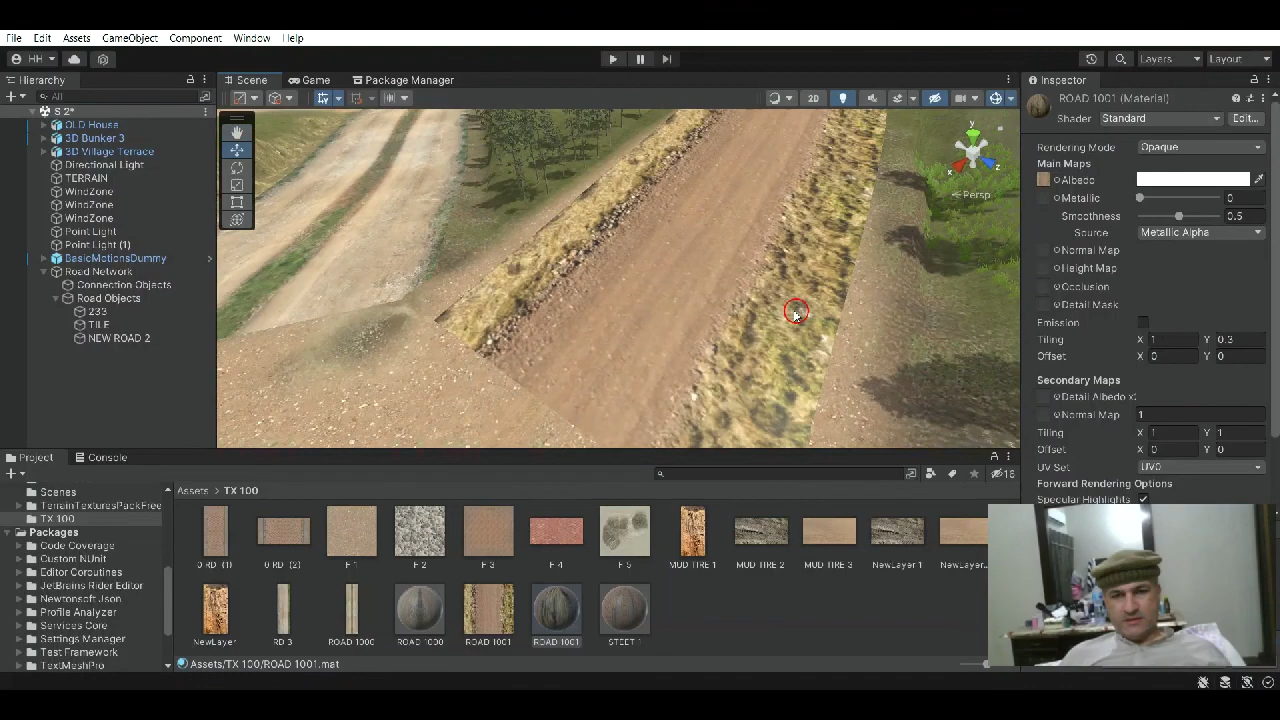 File Edit Assets GameObject Component Window Help
HH Layers Layout
Hierarchy
All
S 2*
OLD House
3D Bunker 3
3D Village Terrace
Directional Light
TERRAIN
WindZone
WindZone
WindZone
Point Light
Point Light (1)
BasicMotionsDummy
Road Network
Connection Objects
Road Objects
233
TILE
NEW ROAD 2
Scene Game Package Manager
2D
y
x
z
Persp
Inspector
ROAD 1001 (Material)
Shader Standard Edit...
Rendering Mode Opaque
Main Maps
Albedo
Metallic 0
Smoothness 0.5
Source Metallic Alpha
Normal Map
Height Map
Occlusion
Detail Mask
Emission
Tiling X 1 Y 0.3
Offset X 0 Y 0
Secondary Maps
Detail Albedo x
Normal Map 1
Tiling X 1 Y 1
Offset X 0 Y 0
UV Set UV0
Forward Rendering Options
Specular Highlights
Project Console
16
Scenes
TerrainTexturesPackFree
TX 100
Packages
Code Coverage
Custom NUnit
Editor Coroutines
JetBrains Rider Editor
Newtonsoft Json
Profile Analyzer
Services Core
Settings Management
Test Framework
TextMeshPro
Assets TX 100
0 RD (1) 0 RD (2) F 1 F 2 F 3 F 4 F 5 MUD TIRE 1 MUD TIRE 2 MUD TIRE 3 NewLayer 1 NewLayer...
NewLayer RD 3 ROAD 1000 ROAD 1000 ROAD 1001 ROAD 1001 STEET 1
Assets/TX 100/ROAD 1001.mat